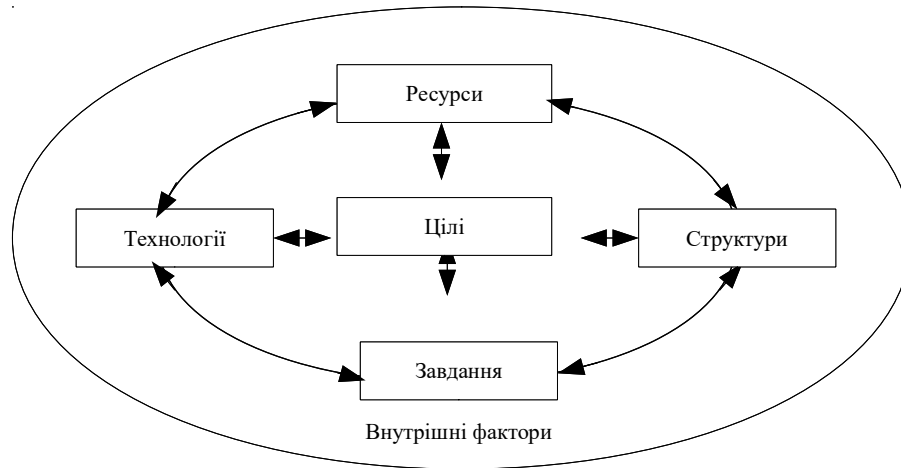 Ресурси
Технології
Цілі
Структури
Завдання
Внутрішні фактори